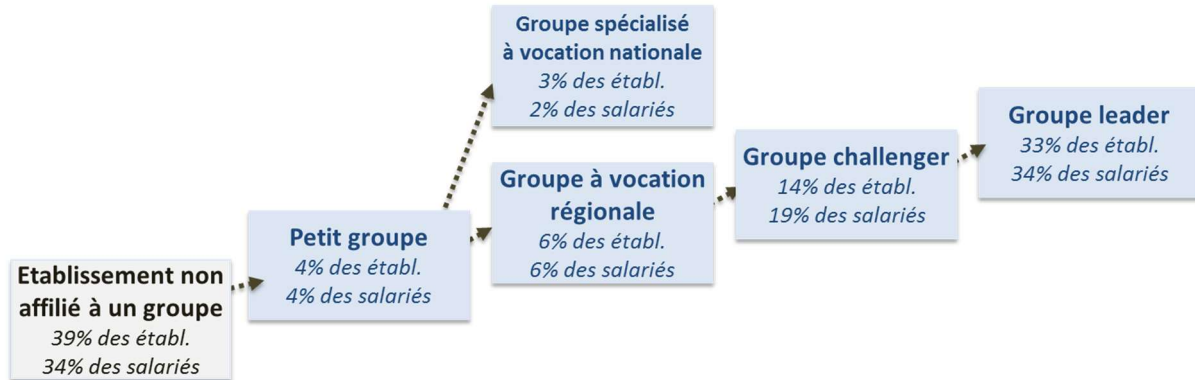 Groupe spécialisé
à vocation nationale
3% des établ.
2% des salariés
Groupe leader
33% des établ.
34% des salariés
Groupe challenger
14% des établ.
19% des salariés
Groupe à vocation
régionale
6% des établ.
6% des salariés
Petit groupe
4% des établ.
4% des salariés
Etablissement non
affilié à un groupe
39% des établ.
34% des salariés